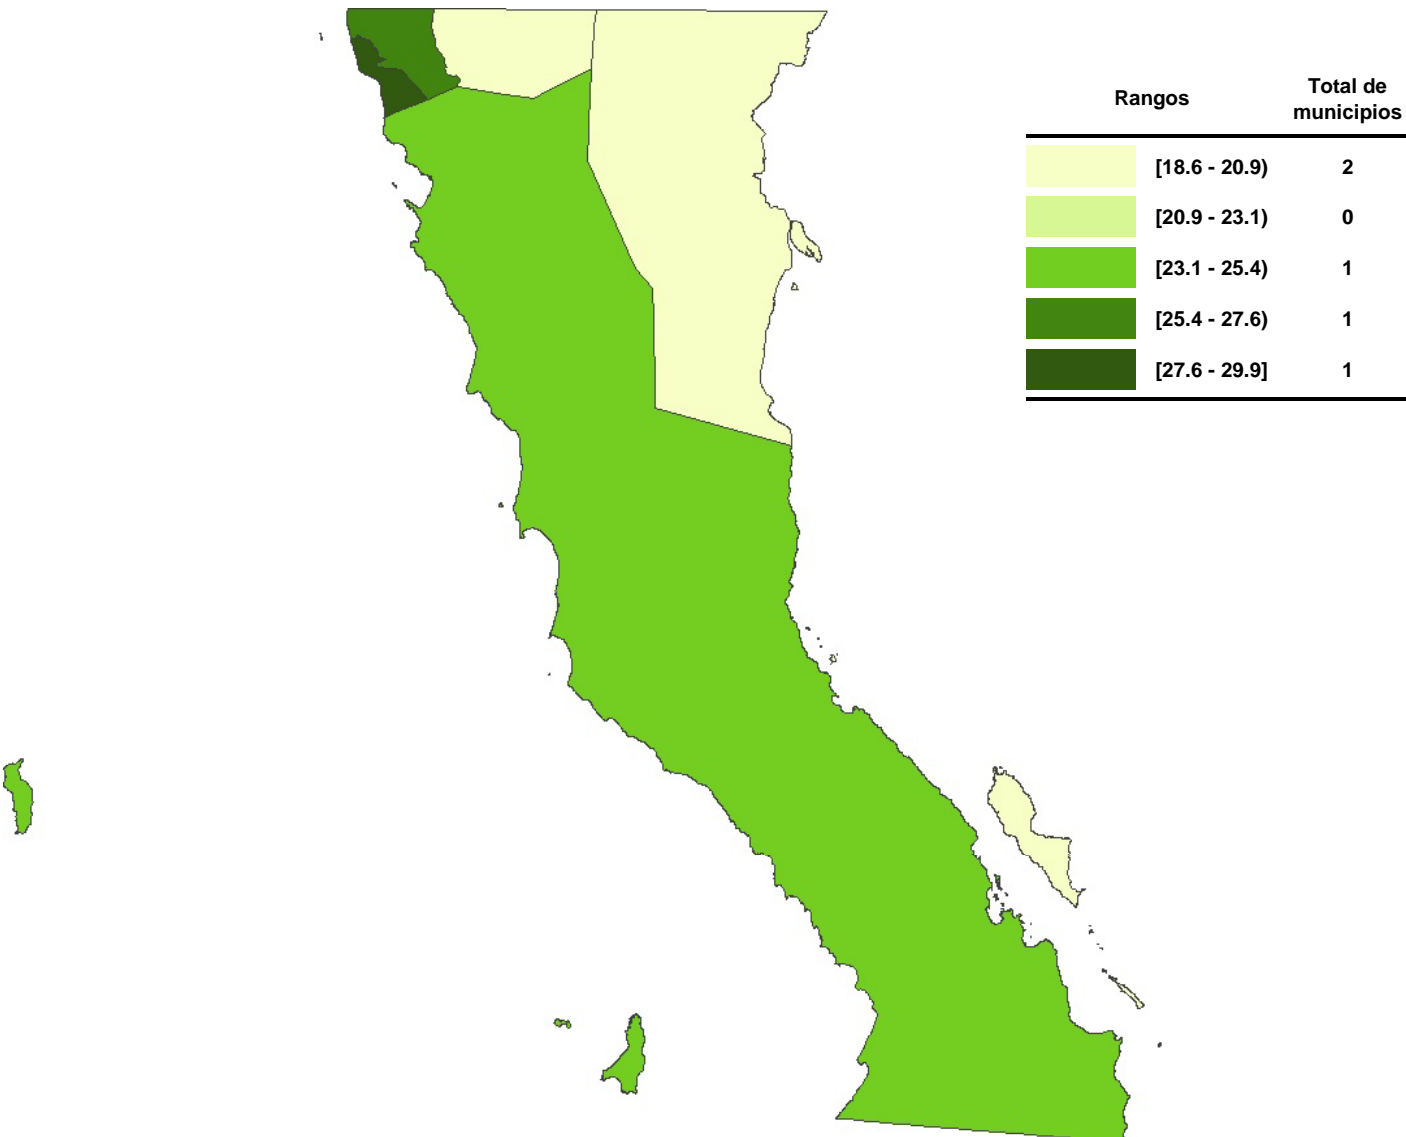 Rangos
Total de
municipios
[18.6 - 20.9) 2
[20.9 - 23.1) 0
[23.1 - 25.4) 1
[25.4 - 27.6) 1
[27.6 - 29.9] 1